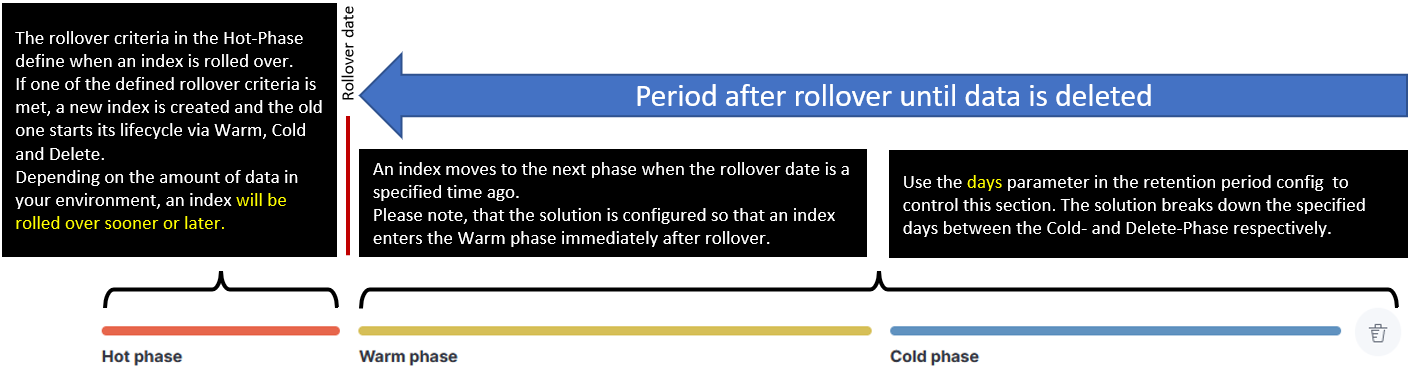 The rollover criteria in the Hot-Phase
define when an index is rolled over.
If one of the defined rollover criteria is
met, a new index is created and the old
one starts its lifecycle via Warm, Cold
and Delete.
Depending on the amount of data in
your environment, an index will be
rolled over sooner or later.
Rollover date
Period after rollover until data is deleted
An index moves to the next phase when the rollover date is a
specified time ago.
Please note, that the solution is configured so that an index
enters the Warm phase immediately after rollover.
Use the days parameter in the retention period config to
control this section. The solution breaks down the specified
days between the Cold- and Delete-Phase respectively.
Hot phase
Warm phase
Cold phase